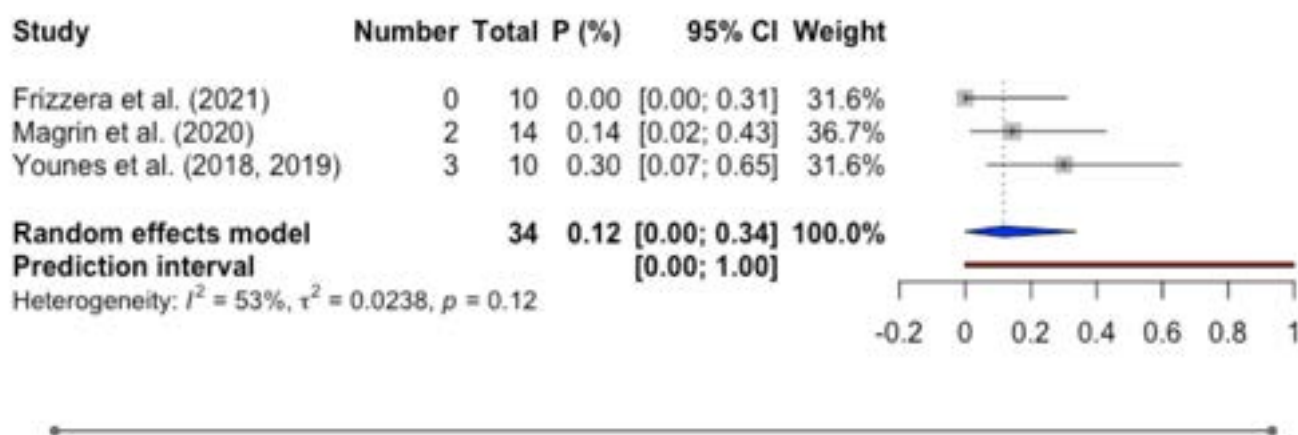 Study Number Total P (%) 95% CI Weight
Frizzera et al. (2021) 0 10 0.00 [0.00; 0.31] 31.6%
Magrin et al. (2020) 2 14 0.14 [0.02; 0.43] 36.7%
Younes et al. (2018, 2019) 3 10 0.30 [0.07; 0.65] 31.6%
Random effects model 34 0.12 [0.00; 0.34] 100.0%
Prediction interval [0.00; 1.00]
Heterogeneity: I² = 53%, τ² = 0.0238, p = 0.12
-0.2 0 0.2 0.4 0.6 0.8 1